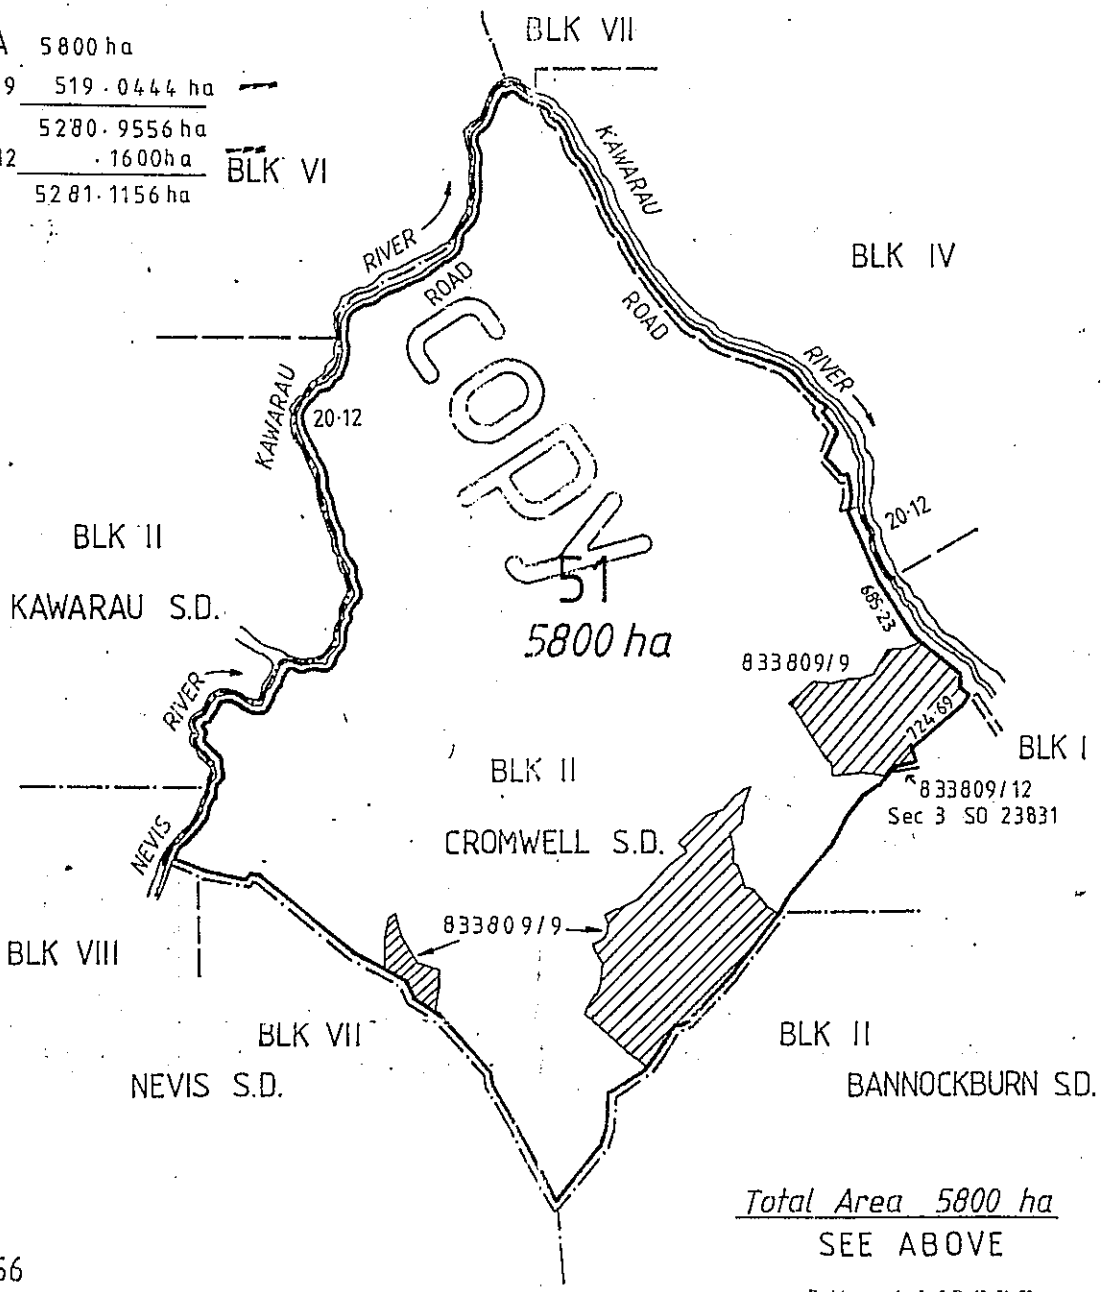 A 5800 ha
9 519.0444 ha
5280.9556 ha
12 .1600 ha
5281.1156 ha
BLK VII
BLK VI
KAWARAU
RIVER
ROAD
BLK IV
ROAD
RIVER
KAWARAU
20.12
COPY
20.12
BLK II
KAWARAU S.D.
51
5800 ha
685.23
833809/9
RIVER
724.69
BLK I
BLK II
833809/12
Sec 3 SO 23831
NEVIS
CROMWELL S.D.
833809/9
BLK VIII
BLK VII
BLK II
NEVIS S.D.
BANNOCKBURN S.D.
Total Area 5800 ha
SEE ABOVE
56